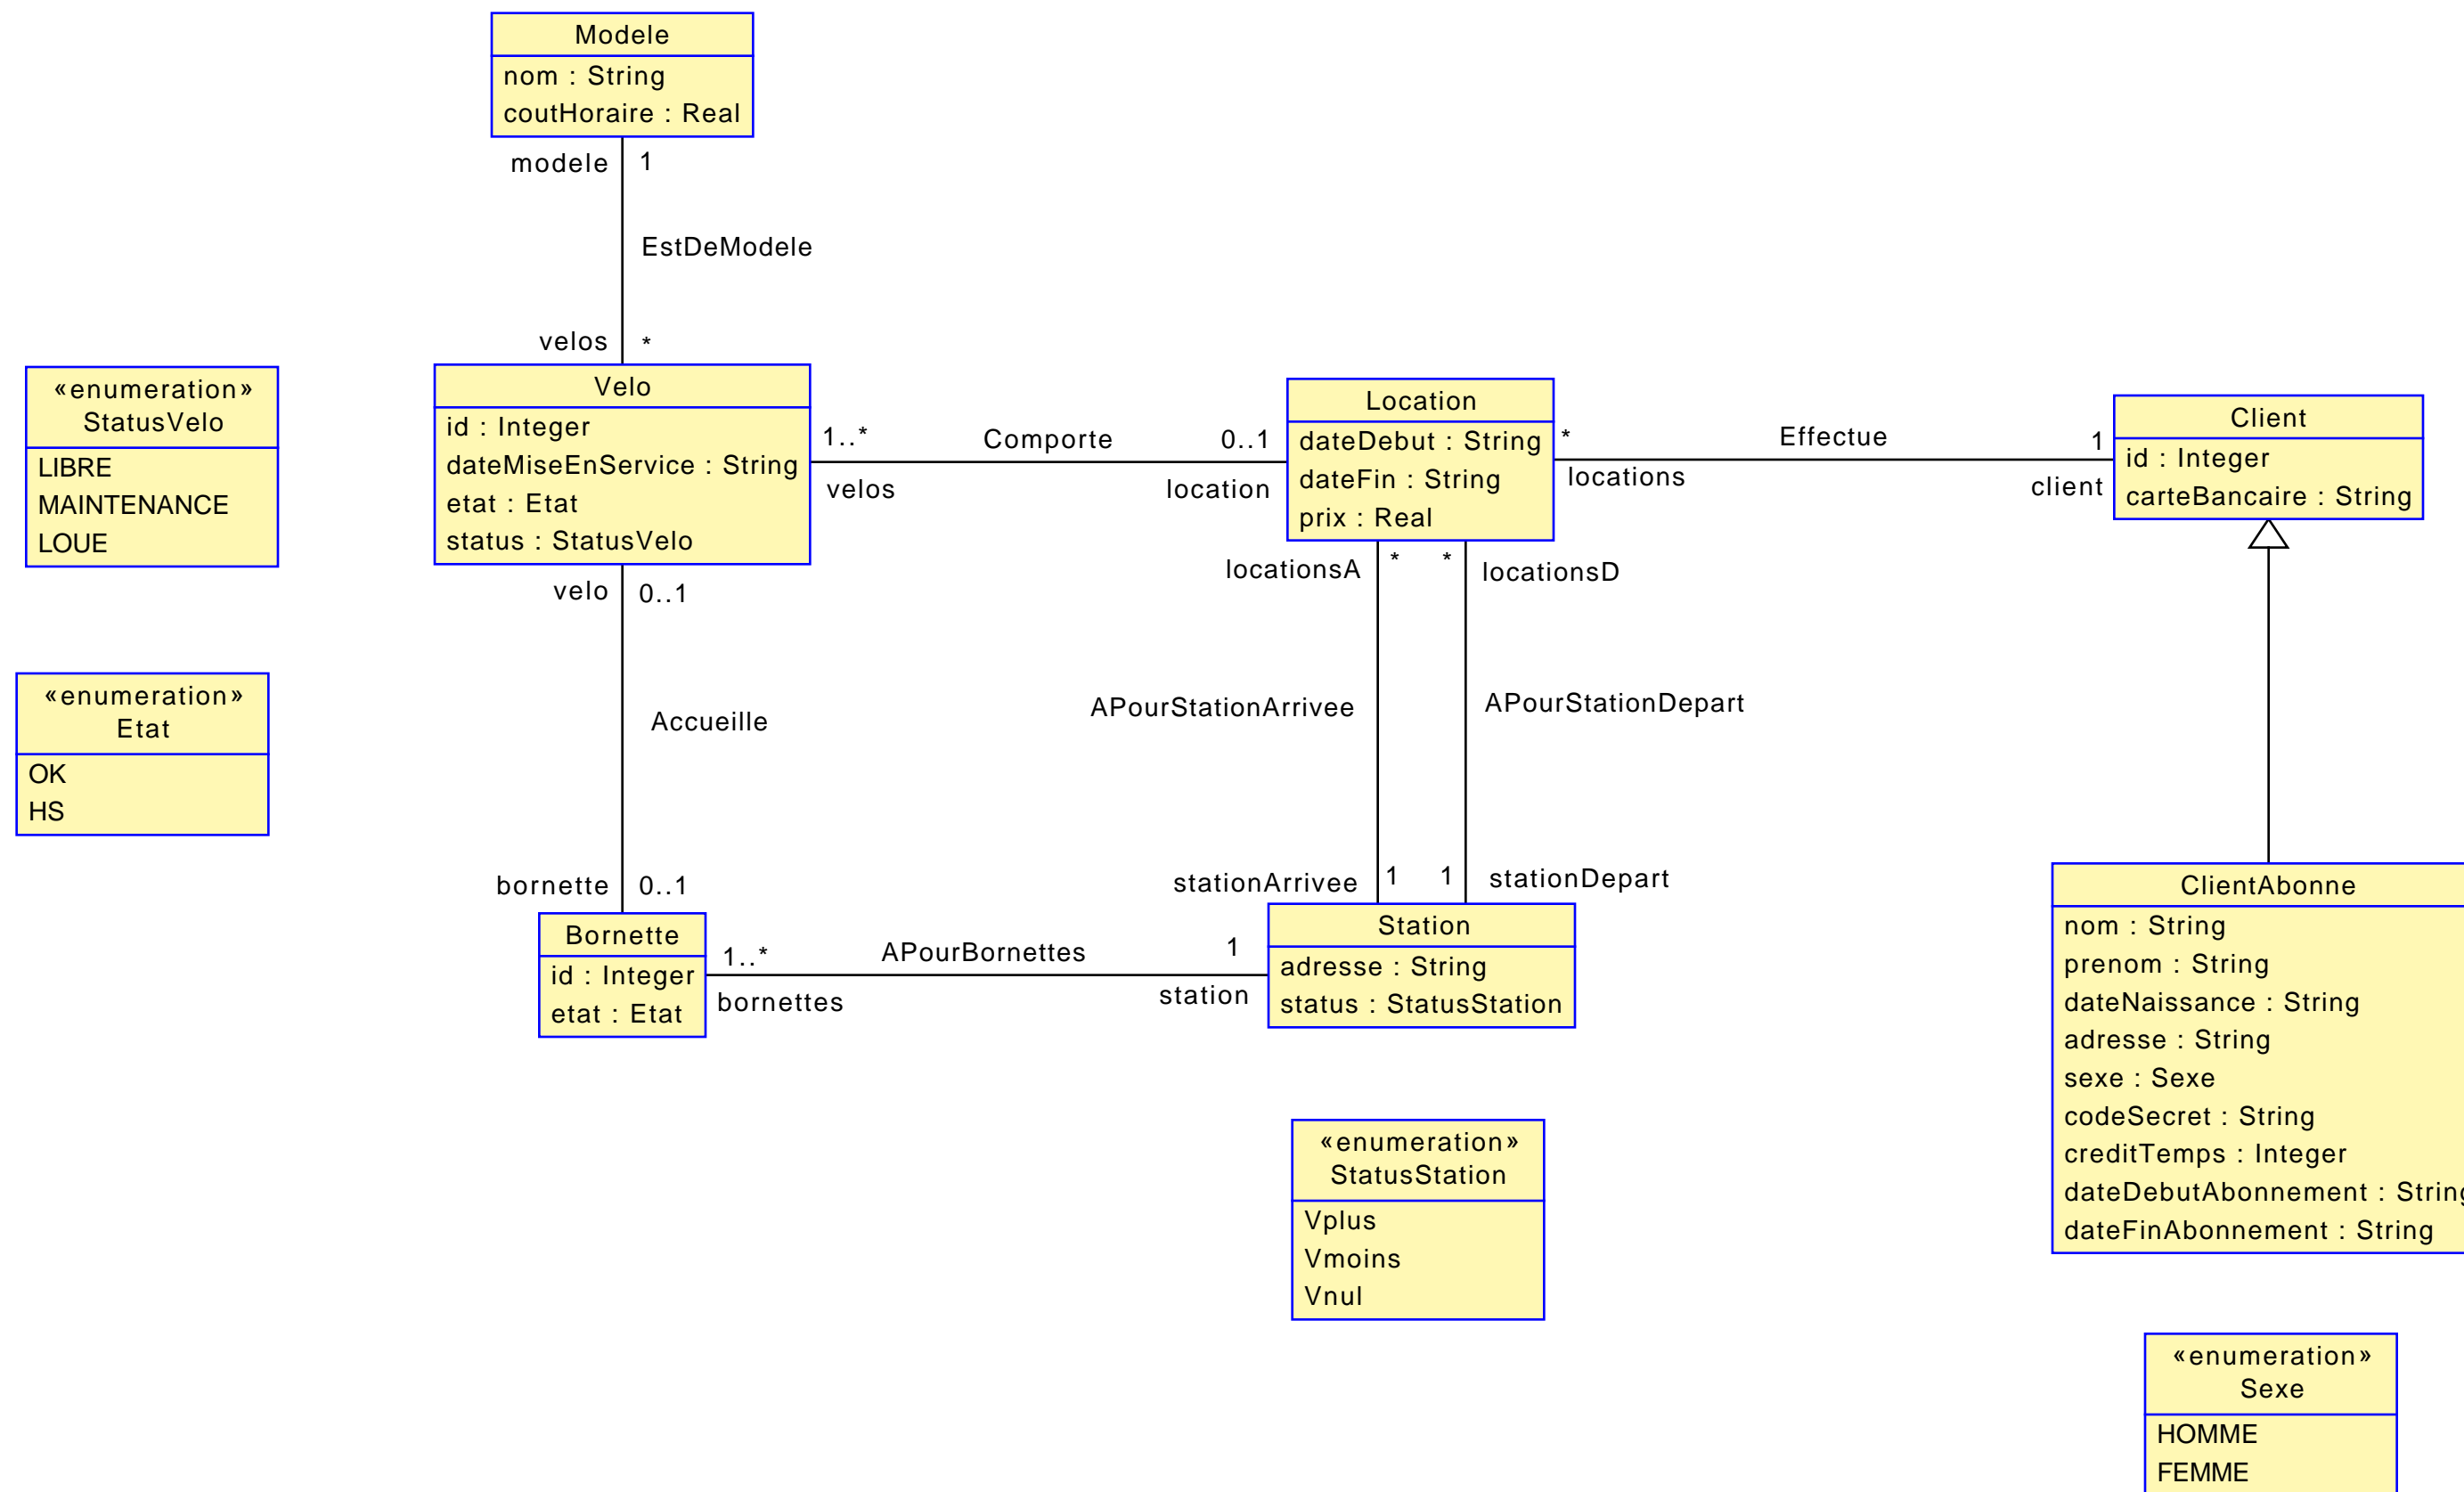 Modele
nom : String
coutHoraire : Real
modele
1
EstDeModele
velos
*
«enumeration»
StatusVelo
LIBRE
MAINTENANCE
LOUE
Velo
id : Integer
dateMiseEnService : String
etat : Etat
status : StatusVelo
1..*
Comporte
0..1
velos
location
Location
dateDebut : String
dateFin : String
prix : Real
*
Effectue
1
locations
client
Client
id : Integer
carteBancaire : String
velo
0..1
locationsA
*
*
locationsD
«enumeration»
Etat
OK
HS
Accueille
APourStationArrivee
APourStationDepart
bornette
0..1
stationArrivee
1
1
stationDepart
Bornette
id : Integer
etat : Etat
1..*
APourBornettes
1
bornettes
station
Station
adresse : String
status : StatusStation
ClientAbonne
nom : String
prenom : String
dateNaissance : String
adresse : String
sexe : Sexe
codeSecret : String
creditTemps : Integer
dateDebutAbonnement : String
dateFinAbonnement : String
«enumeration»
StatusStation
Vplus
Vmoins
Vnul
«enumeration»
Sexe
HOMME
FEMME